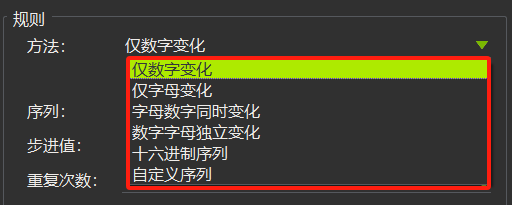 规则
方法： 仅数字变化
仅数字变化
仅字母变化
序列： 字母数字同时变化
数字字母独立变化
步进值： 十六进制序列
重复次数： 自定义序列